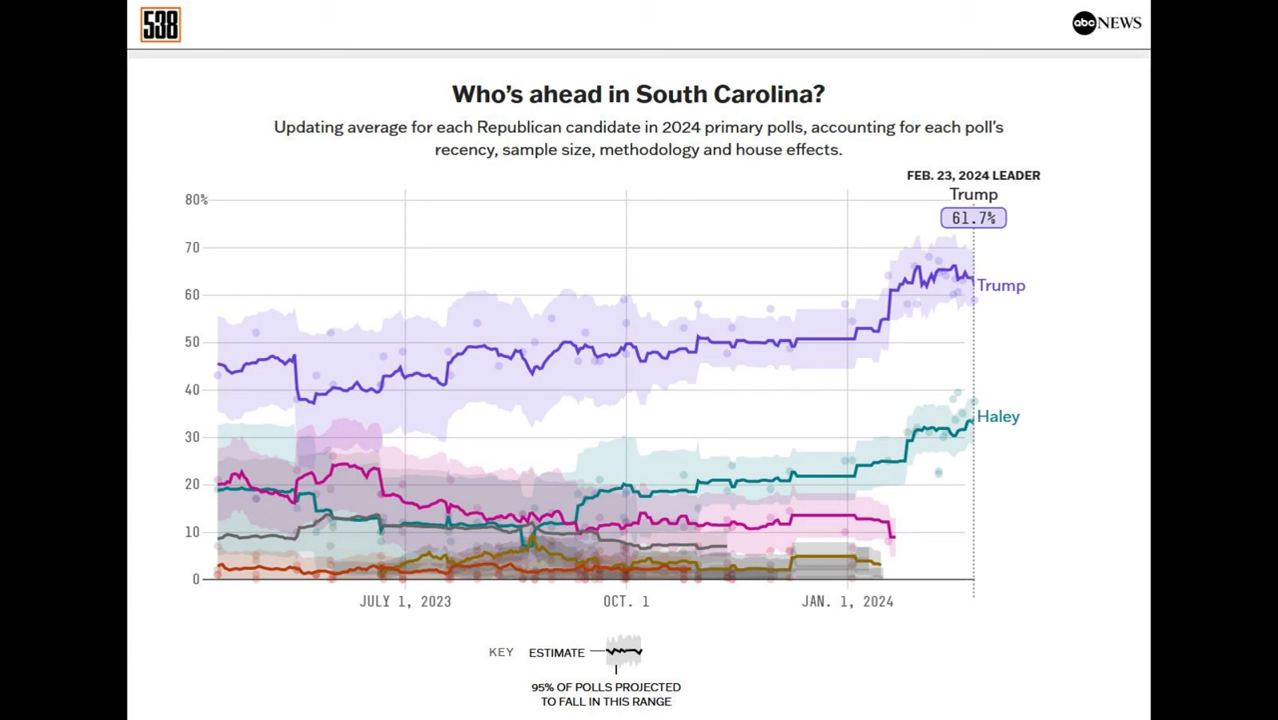 538
abc NEWS
Who's ahead in South Carolina?
Updating average for each Republican candidate in 2024 primary polls, accounting for each poll's
recency, sample size, methodology and house effects.
FEB. 23, 2024 LEADER
Trump
61.7%
80%
70
60
50
40
30
20
10
0
Trump
Haley
JULY 1, 2023
OCT. 1
JAN. 1, 2024
KEY
ESTIMATE
95% OF POLLS PROJECTED
TO FALL IN THIS RANGE